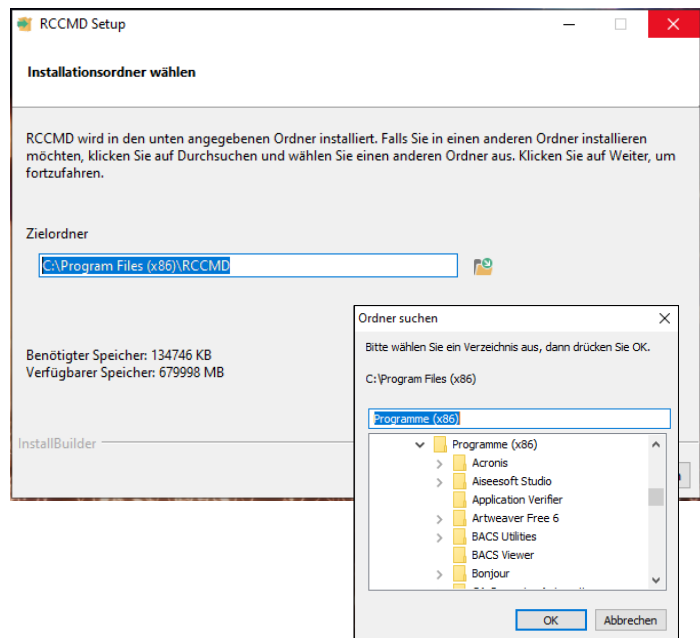 RCCMD Setup
Installationsordner wählen
RCCMD wird in den unten angegebenen Ordner installiert. Falls Sie in einen anderen Ordner installieren
möchten, klicken Sie auf Durchsuchen und wählen Sie einen anderen Ordner aus. Klicken Sie auf Weiter, um
fortzufahren.
Zielordner
C:\Program Files (x86)\RCCMD
Benötigter Speicher: 134746 KB
Verfügbarer Speicher: 679998 MB
InstallBuilder
Ordner suchen
Bitte wählen Sie ein Verzeichnis aus, dann drücken Sie OK.
C:\Program Files (x86)
Programme (x86)
Programme (x86)
Acronis
Aiseesoft Studio
Application Verifier
Artweaver Free 6
BACS Utilities
BACS Viewer
Bonjour
OK Abbrechen